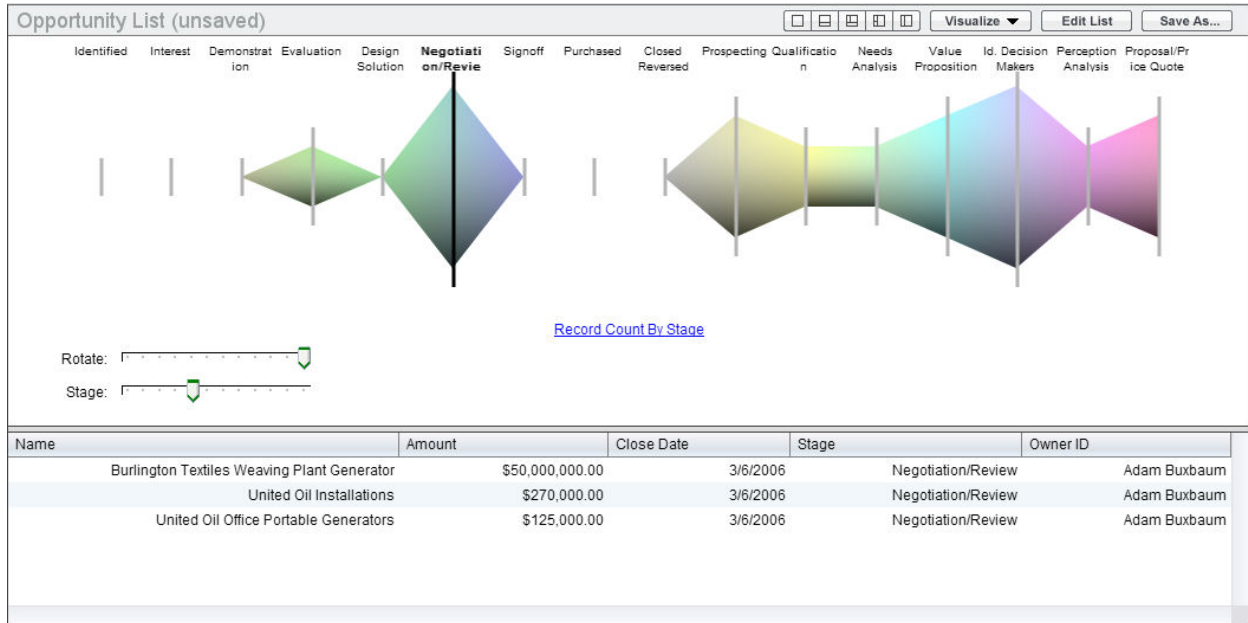 Opportunity List (unsaved)
Visualize
Edit List
Save As...
Identified Interest Demonstrat Evaluation Design Negotiati Signoff Purchased Closed Prospecting Qualificatio Needs Value Id. Decision Perception Proposal/Pr
ion Solution on/Revie Reversed n Analysis Proposition Makers Analysis ice Quote
Record Count By Stage
Rotate:
Stage:
Name Amount Close Date Stage Owner ID
Burlington Textiles Weaving Plant Generator $50,000,000.00 3/6/2006 Negotiation/Review Adam Buxbaum
United Oil Installations $270,000.00 3/6/2006 Negotiation/Review Adam Buxbaum
United Oil Office Portable Generators $125,000.00 3/6/2006 Negotiation/Review Adam Buxbaum